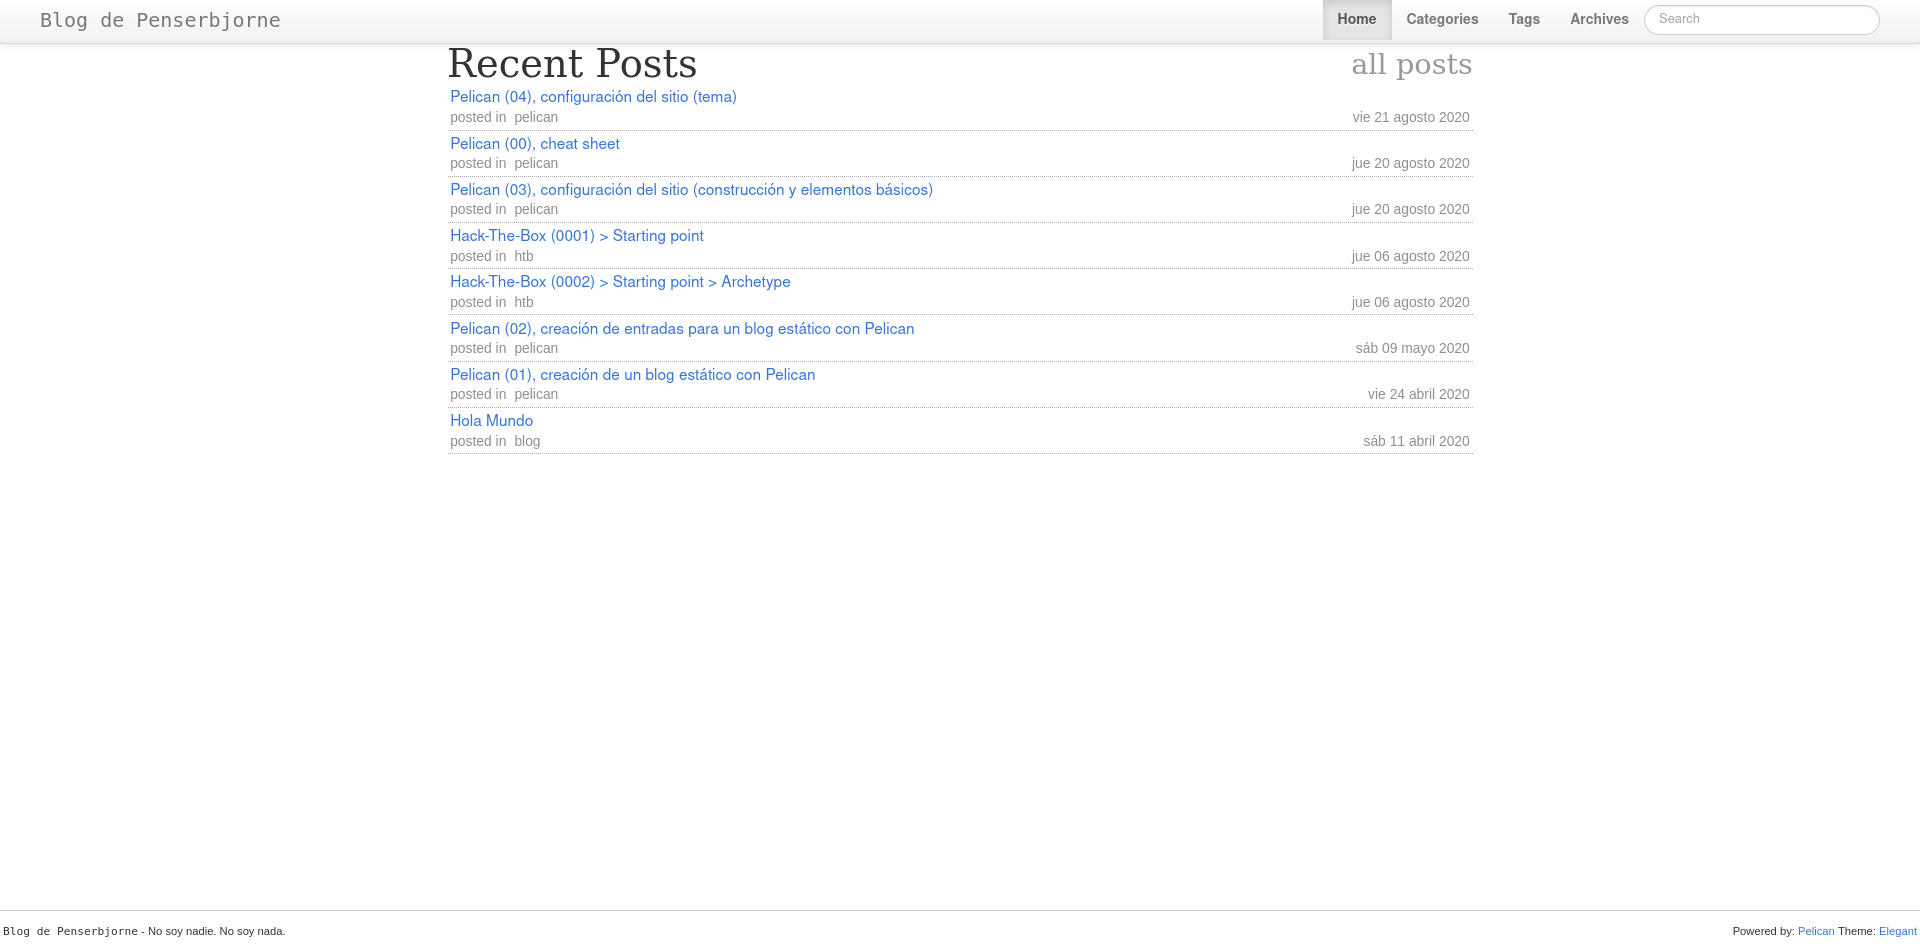 Blog de Penserbjorne Home Categories Tags Archives Search
Recent Posts all posts
Pelican (04), configuración del sitio (tema)
posted in pelican vie 21 agosto 2020
Pelican (00), cheat sheet
posted in pelican jue 20 agosto 2020
Pelican (03), configuración del sitio (construcción y elementos básicos)
posted in pelican jue 20 agosto 2020
Hack-The-Box (0001) > Starting point
posted in htb jue 06 agosto 2020
Hack-The-Box (0002) > Starting point > Archetype
posted in htb jue 06 agosto 2020
Pelican (02), creación de entradas para un blog estático con Pelican
posted in pelican sáb 09 mayo 2020
Pelican (01), creación de un blog estático con Pelican
posted in pelican vie 24 abril 2020
Hola Mundo
posted in blog sáb 11 abril 2020
Blog de Penserbjorne - No soy nadie. No soy nada. Powered by: Pelican Theme: Elegant